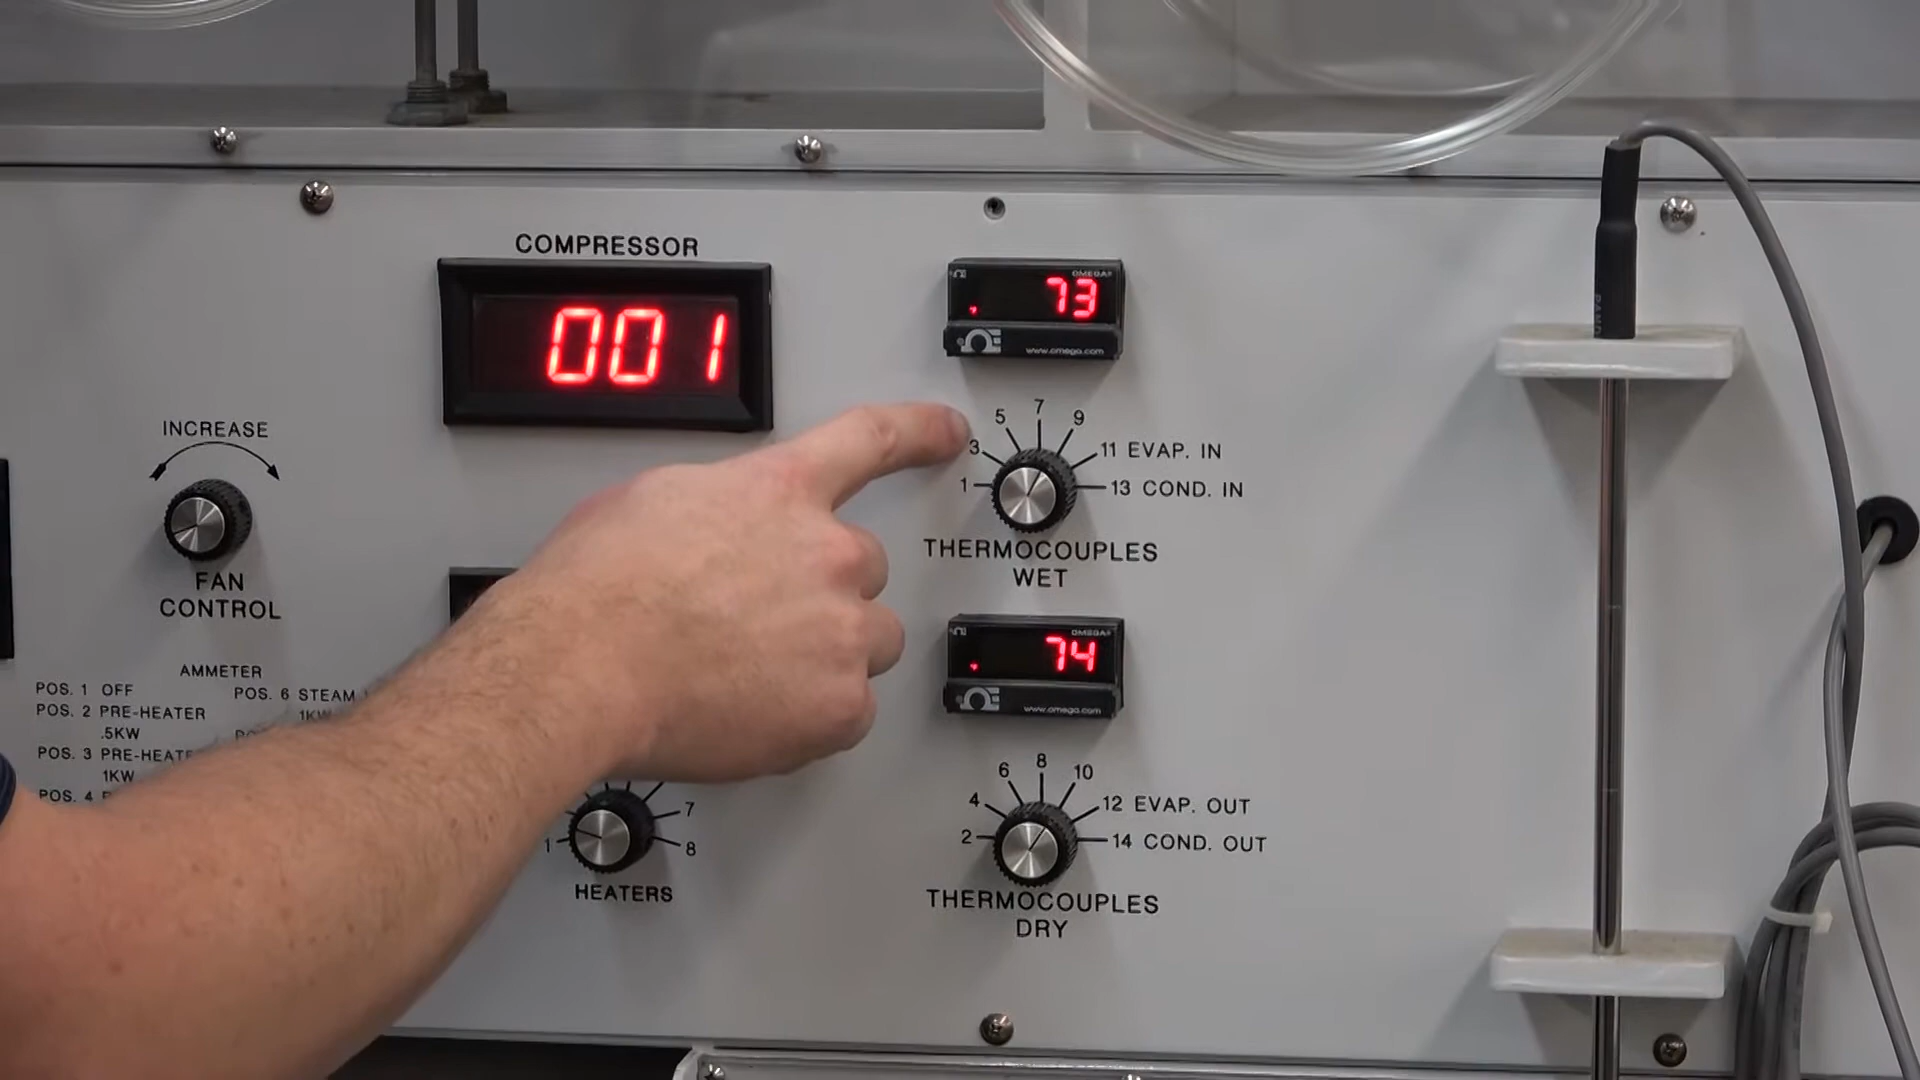 COMPRESSOR
001
OMEGA®
73
www.omega.com
INCREASE
FAN
CONTROL
1
3
5
7
9
11 EVAP. IN
13 COND. IN
THERMOCOUPLES
WET
OMEGA®
74
www.omega.com
AMMETER
POS. 1 OFF
POS. 2 PRE-HEATER
.5KW
POS. 3 PRE-HEATE
1KW
POS. 4
POS. 6 STEAM
1KW
1
7
8
HEATERS
2
4
6
8
10
12 EVAP. OUT
14 COND. OUT
THERMOCOUPLES
DRY